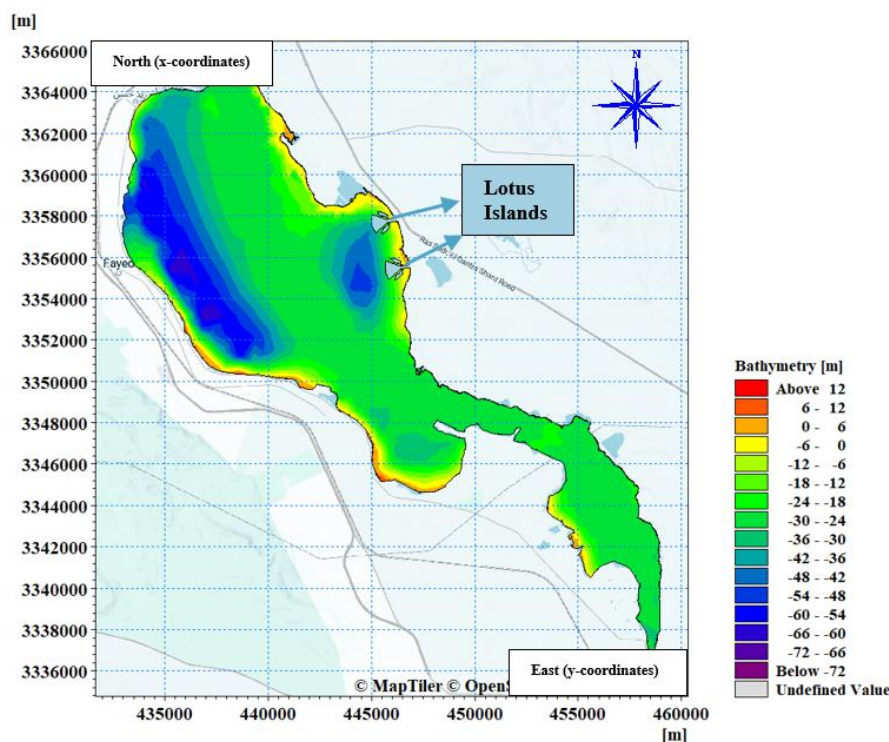 [m]
3366000
3364000
3362000
3360000
3358000
3356000
3354000
3352000
3350000
3348000
3346000
3344000
3342000
3340000
3338000
3336000
North (x-coordinates)
N
Lotus
Islands
Fayed
East (y-coordinates)
© MapTiler © OpenS
435000 440000 445000 450000 455000 460000
[m]
Bathymetry [m]
Above 12
6 - 12
0 - 6
-6 - 0
-12 - -6
-18 - -12
-24 - -18
-30 - -24
-36 - -30
-42 - -36
-48 - -42
-54 - -48
-60 - -54
-66 - -60
-72 - -66
Below -72
Undefined Value